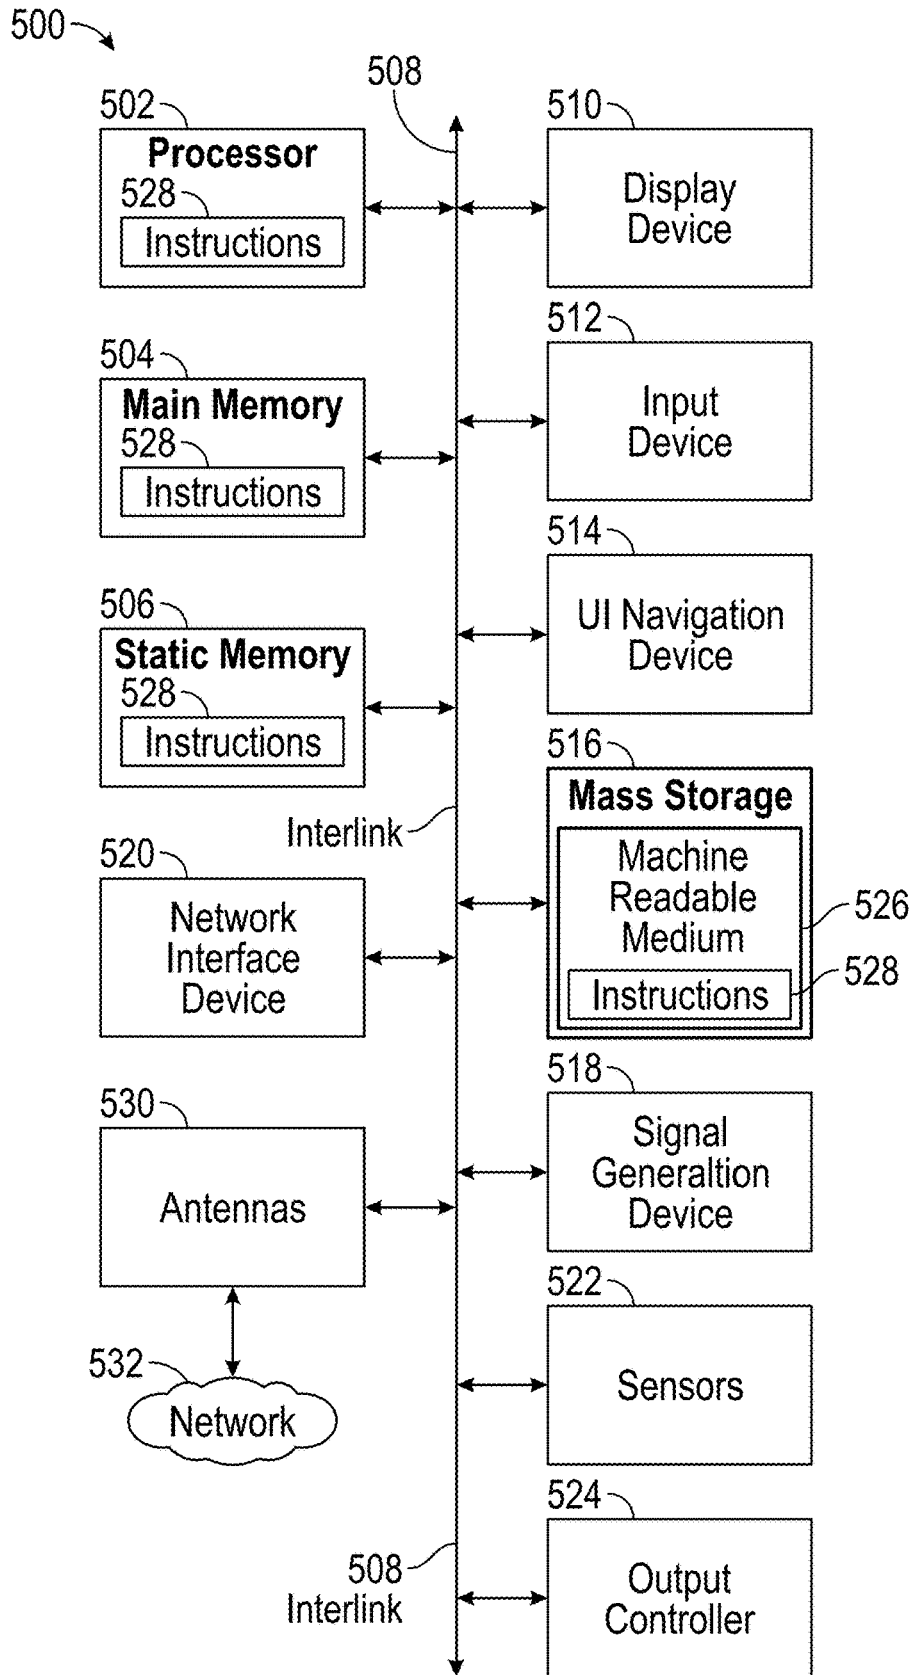 500
508
502
Processor
528
Instructions
510
Display
Device
504
Main Memory
528
Instructions
512
Input
Device
514
UI Navigation
Device
506
Static Memory
528
Instructions
Interlink
516
Mass Storage
Machine
Readable
Medium
526
Instructions
528
520
Network
Interface
Device
518
Signal
Generaltion
Device
530
Antennas
532
Network
522
Sensors
508
Interlink
524
Output
Controller